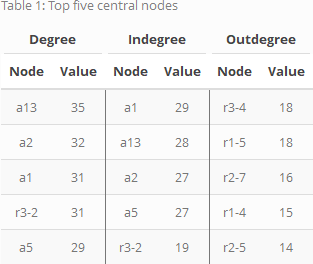 Table 1: Top five central nodes
Degree Indegree Outdegree
Node Value Node Value Node Value
a13 35 a1 29 r3-4 18
a2 32 a13 28 r1-5 18
a1 31 a2 27 r2-7 16
r3-2 31 a5 27 r1-4 15
a5 29 r3-2 19 r2-5 14